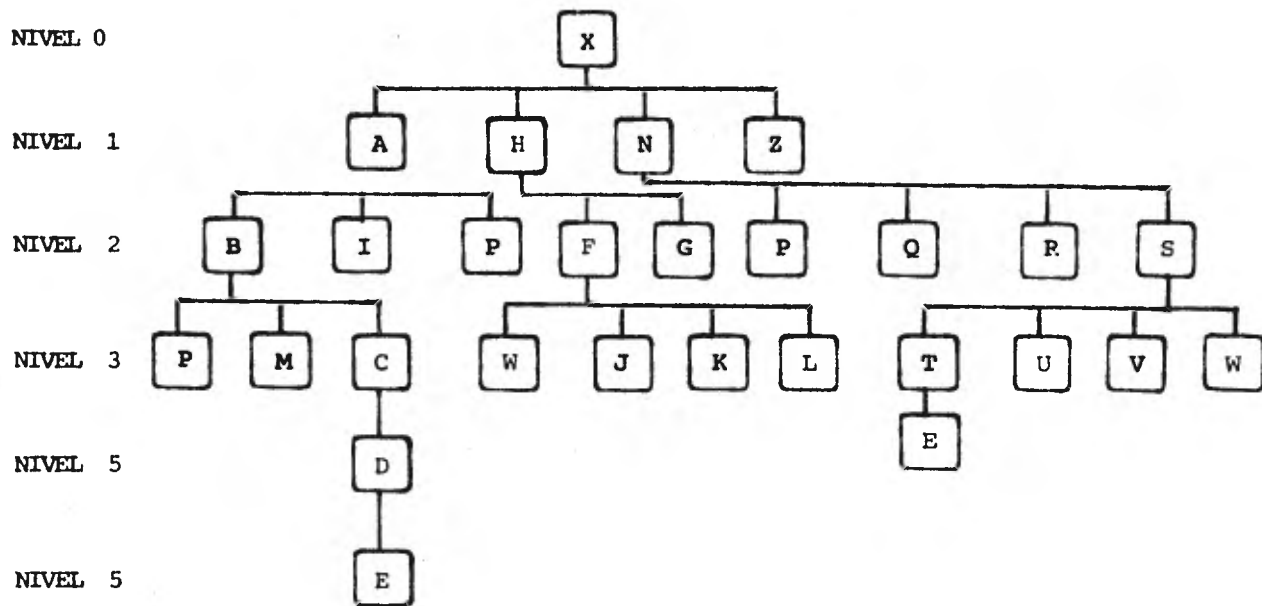 NIVEL 0 X
NIVEL 1 A H N Z
NIVEL 2 B I P F G P Q R S
NIVEL 3 P M C W J K L T U V W
E
NIVEL 5 D
NIVEL 5 E